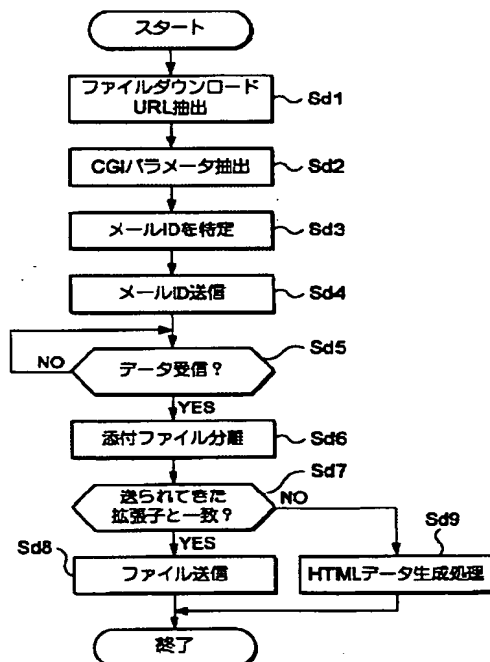 スタート
ファイルダウンロード
URL抽出
Sd1
CGIパラメータ抽出
Sd2
メールIDを特定
Sd3
メールID送信
Sd4
データ受信?
Sd5
NO
YES
添付ファイル分離
Sd6
送られてきた
拡張子と一致?
Sd7
NO
YES
Sd8
ファイル送信
Sd9
HTMLデータ生成処理
終了